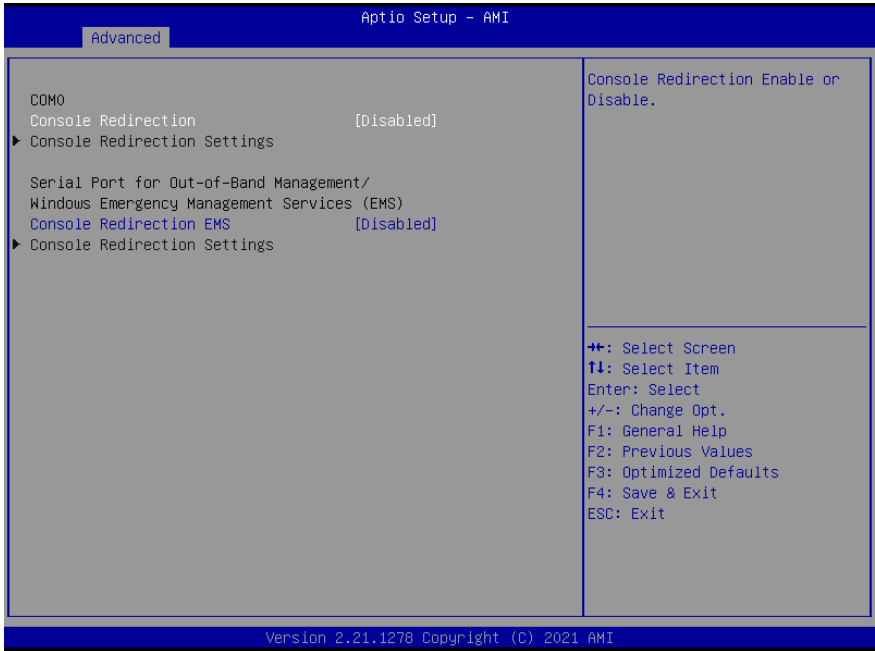 Aptio Setup – AMI
Advanced
COM0
Console Redirection [Disabled]
▶ Console Redirection Settings
Serial Port for Out-of-Band Management/
Windows Emergency Management Services (EMS)
Console Redirection EMS [Disabled]
▶ Console Redirection Settings
Console Redirection Enable or
Disable.
→←: Select Screen
↑↓: Select Item
Enter: Select
+/-: Change Opt.
F1: General Help
F2: Previous Values
F3: Optimized Defaults
F4: Save & Exit
ESC: Exit
Version 2.21.1278 Copyright (C) 2021 AMI